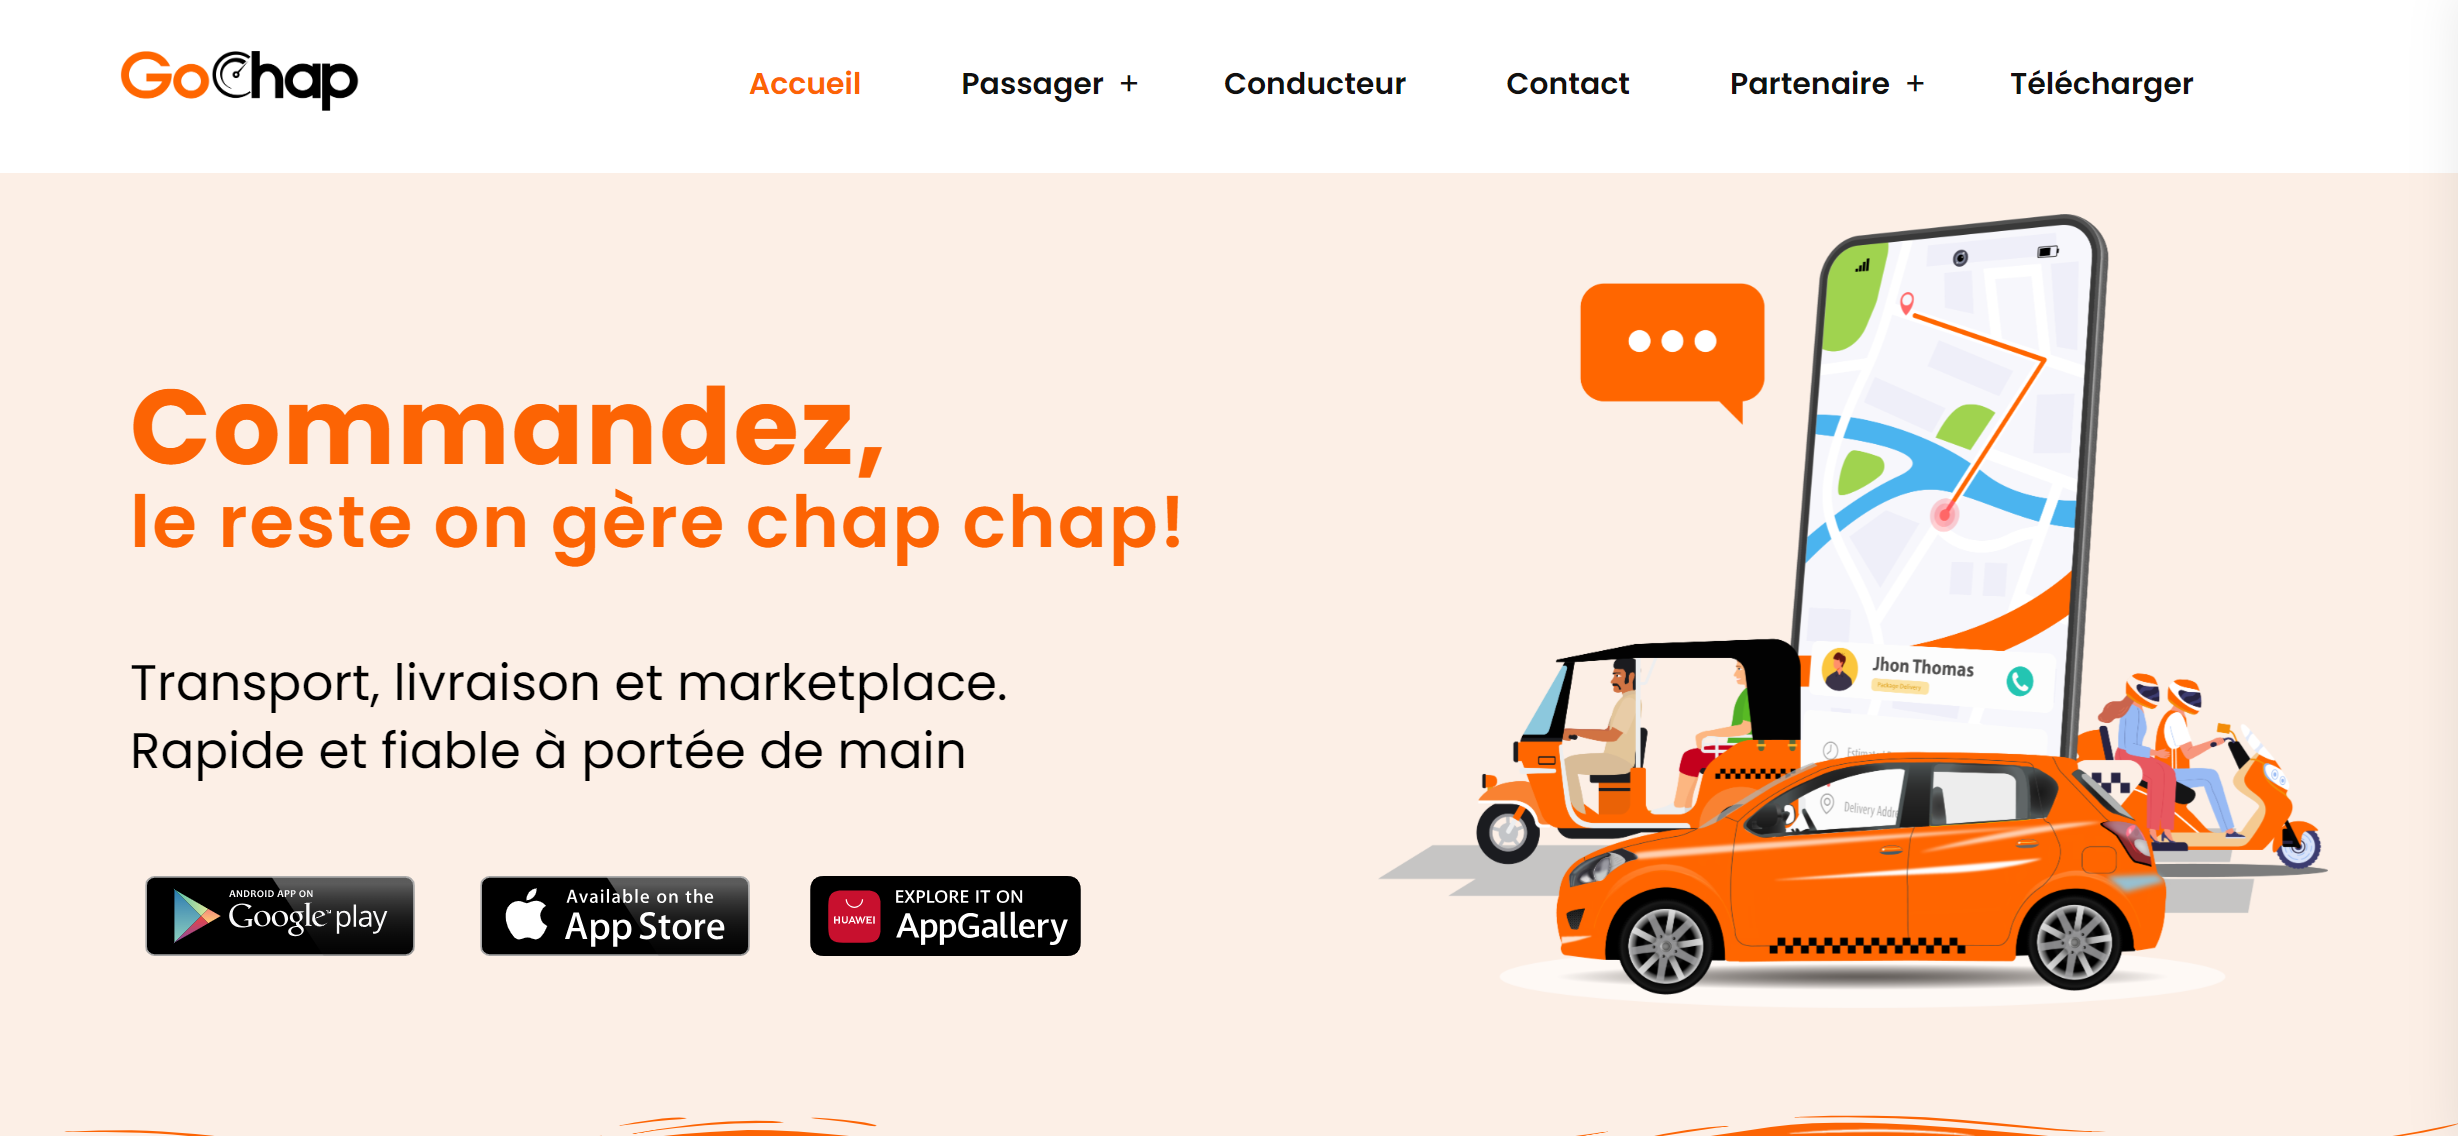 GoChap
Accueil
Passager +
Conducteur
Contact
Partenaire +
Télécharger
Commandez,
le reste on gère chap chap!
Transport, livraison et marketplace.
Rapide et fiable à portée de main
ANDROID APP ON
Google play
Available on the
App Store
HUAWEI
EXPLORE IT ON
AppGallery
Jhon Thomas
Package Delivery
Delivery